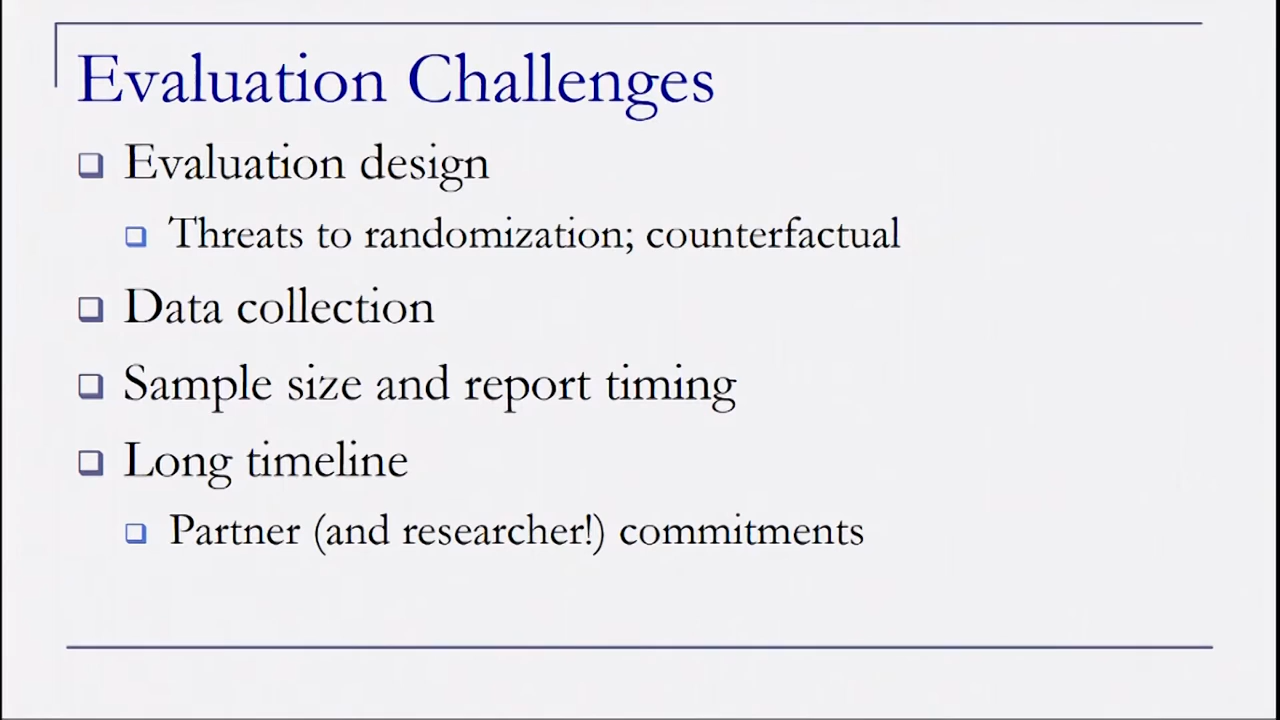 Evaluation Challenges
Evaluation design
Threats to randomization; counterfactual
Data collection
Sample size and report timing
Long timeline
Partner (and researcher!) commitments